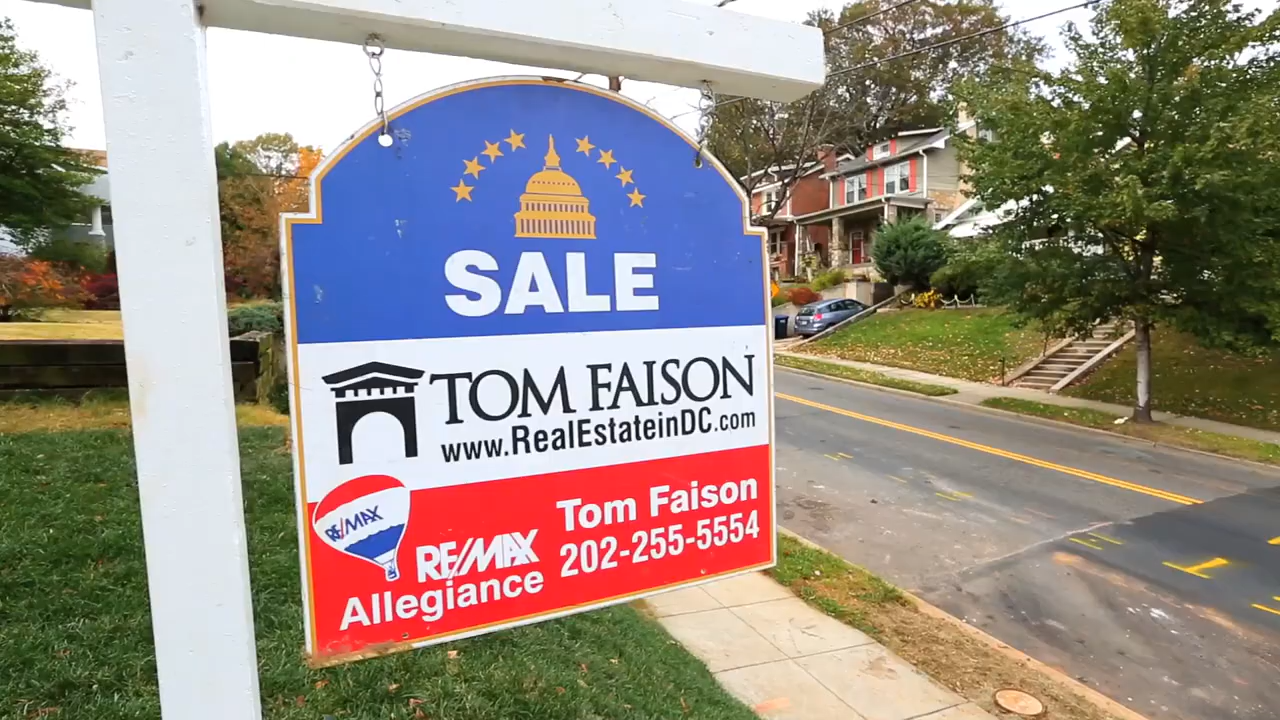 SALE
TOM FAISON
www.RealEstateinDC.com
RE/MAX
RE/MAX
Allegiance
Tom Faison
202-255-5554